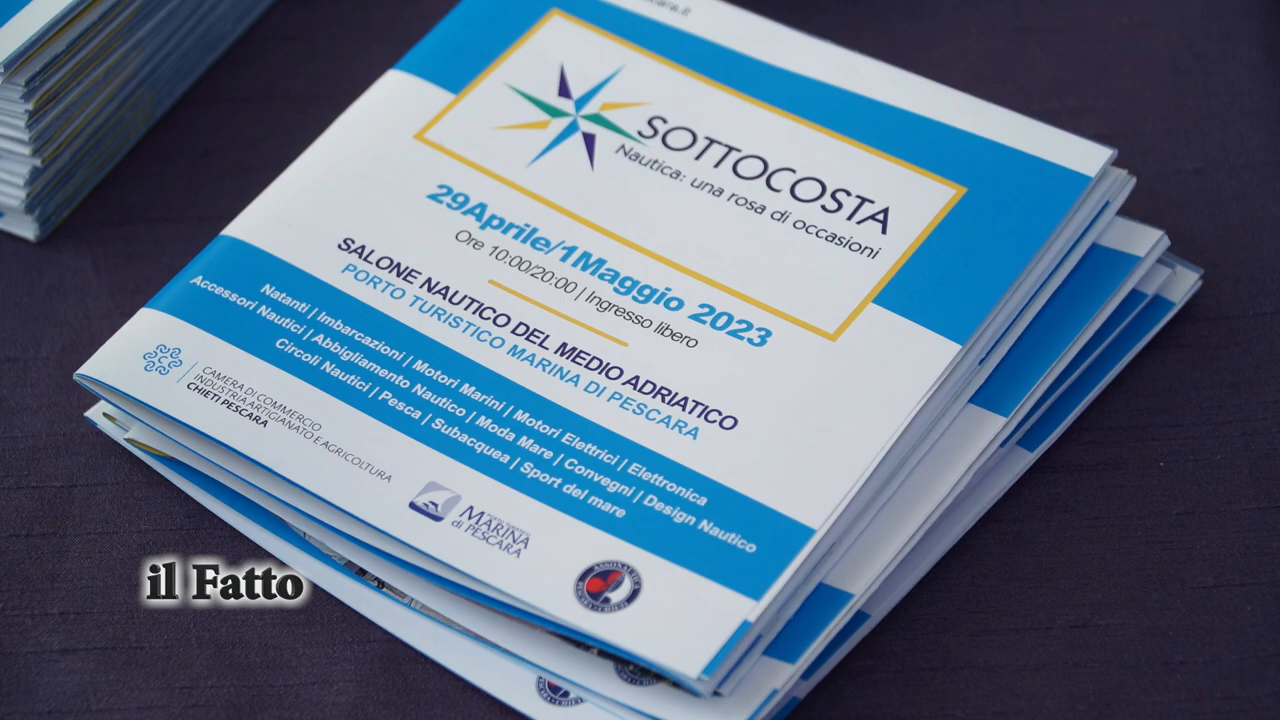 SOTTOCOSTA
Nautica: una rosa di occasioni
29Aprile/1Maggio 2023
Ore 10:00/20:00 | Ingresso libero
SALONE NAUTICO DEL MEDIO ADRIATICO
PORTO TURISTICO MARINA DI PESCARA
Natanti | Imbarcazioni | Motori Marini | Motori Elettrici | Elettronica
Accessori Nautici | Abbigliamento Nautico | Moda Mare | Convegni | Design Nautico
Circoli Nautici | Pesca | Subacquea | Sport del mare
CAMERA DI COMMERCIO
INDUSTRIA ARTIGIANATO E AGRICOLTURA
CHIETI PESCARA
MARINA
di PESCARA
ASSONAUTICA
PESCARA - CHIETI
il Fatto